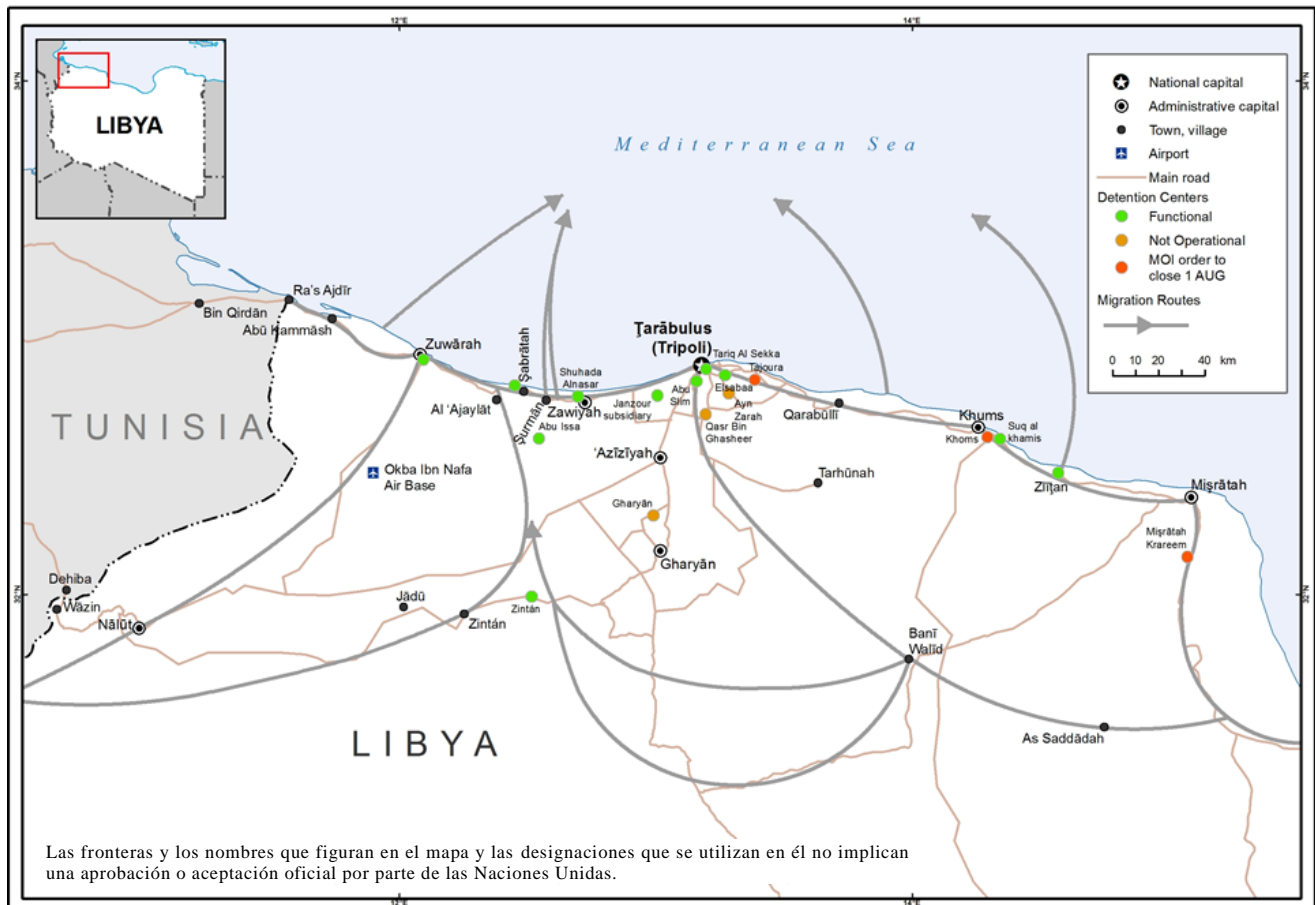 12°E
14°E
34°N
34°N
LIBYA
Mediterranean Sea
National capital
Administrative capital
Town, village
Airport
Main road
Detention Centers
Functional
Not Operational
MOI order to
close 1 AUG
Migration Routes
0 10 20 40 km
Ra's Ajdīr
Bin Qirdān
Abū Kammāsh
Zuwārah
Şabrātah
Shuhada
Alnasar
Ţarābulus
(Tripoli)
Tariq Al Sekka
Tajoura
Elsabaa
Abu
Slim
Ayn
Zarah
Janzour
subsidiary
Al 'Ajaylāt
Şurmān
Zawiyah
Abu Issa
Qasr Bin
Ghasheer
Qarabūllī
Khums
Khoms
Suq al
khamis
TUNISIA
Okba Ibn Nafa
Air Base
'Azīzīyah
Tarhūnah
Zlīţan
Mişrātah
Gharyān
Mişrātah
Krareem
Gharyān
Dehiba
Wāzin
Nālūt
Jādū
Zintán
Zintán
32°N
32°N
Banī
Walīd
As Saddādah
LIBYA
Las fronteras y los nombres que figuran en el mapa y las designaciones que se utilizan en él no implican
una aprobación o aceptación oficial por parte de las Naciones Unidas.
12°E
14°E